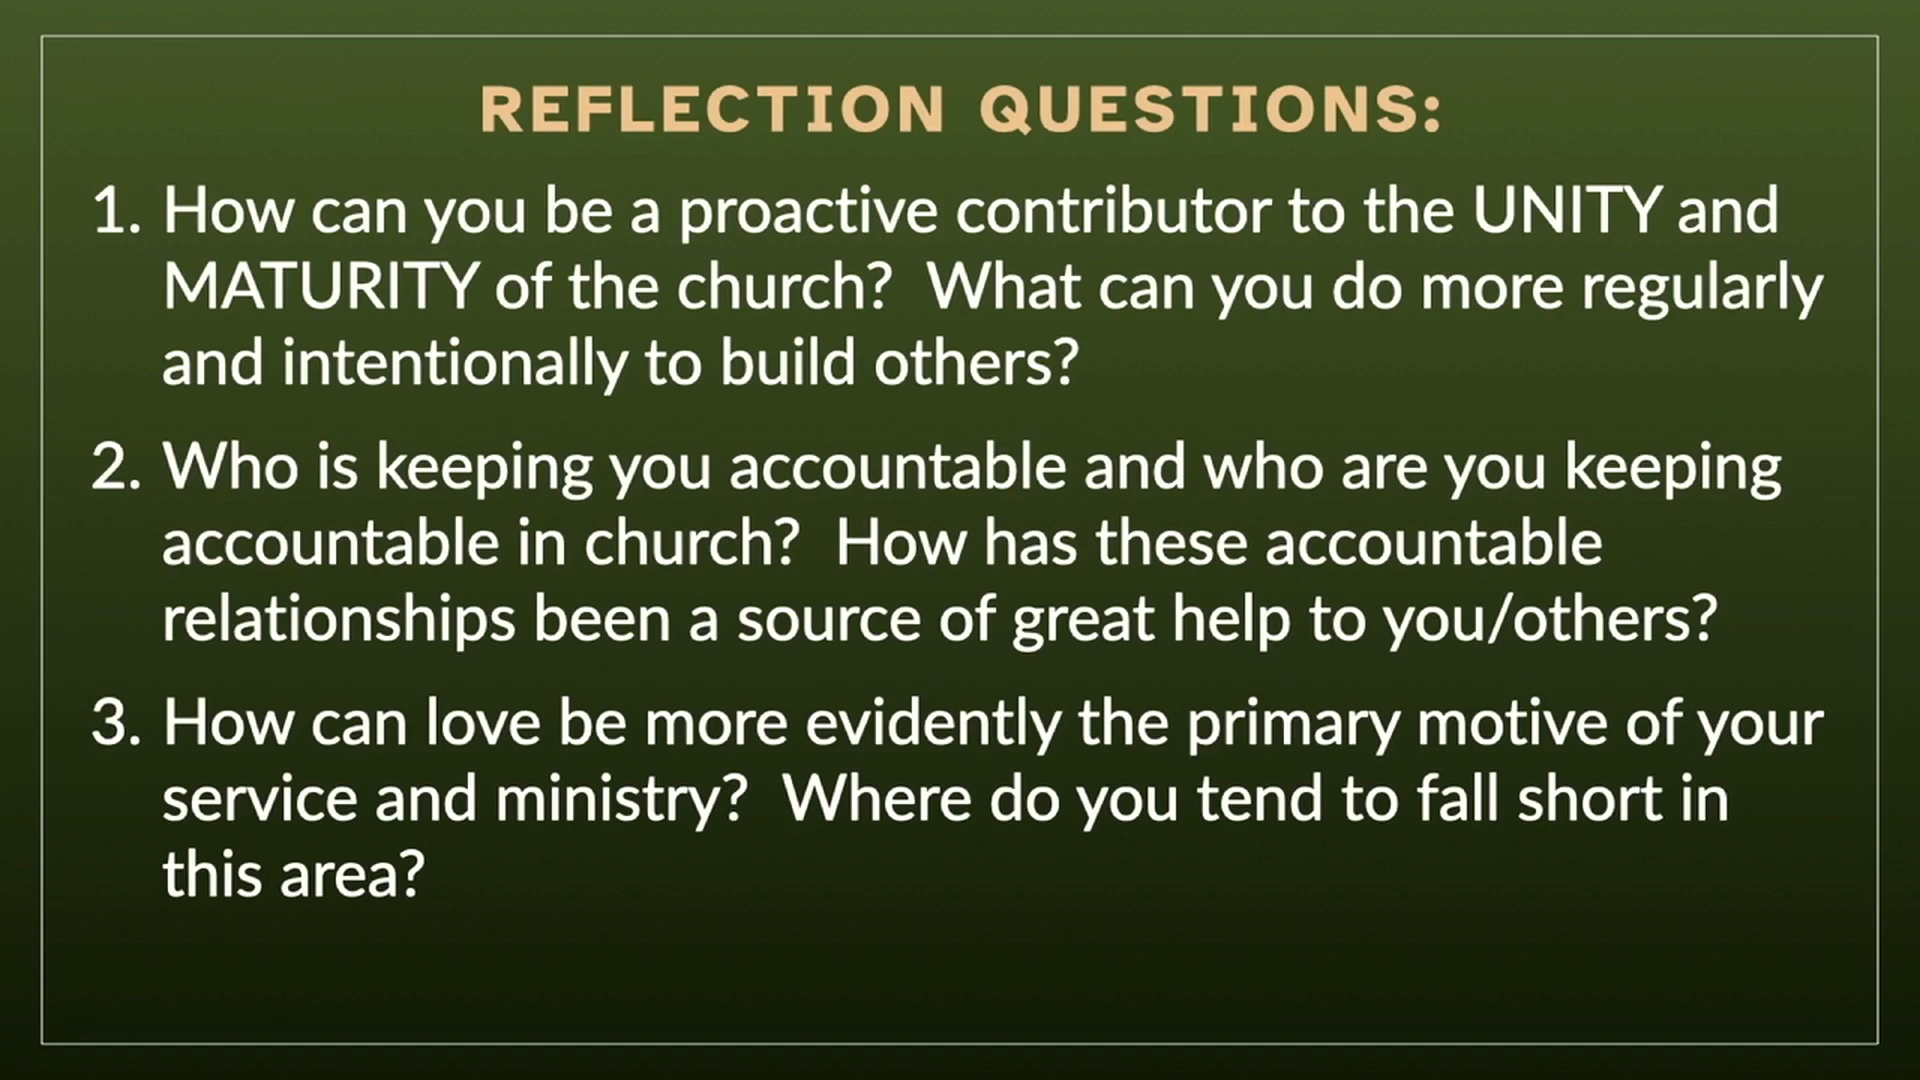 REFLECTION QUESTIONS:
1. How can you be a proactive contributor to the UNITY and
MATURITY of the church?  What can you do more regularly
and intentionally to build others?
2. Who is keeping you accountable and who are you keeping
accountable in church?  How has these accountable
relationships been a source of great help to you/others?
3. How can love be more evidently the primary motive of your
service and ministry?  Where do you tend to fall short in
this area?